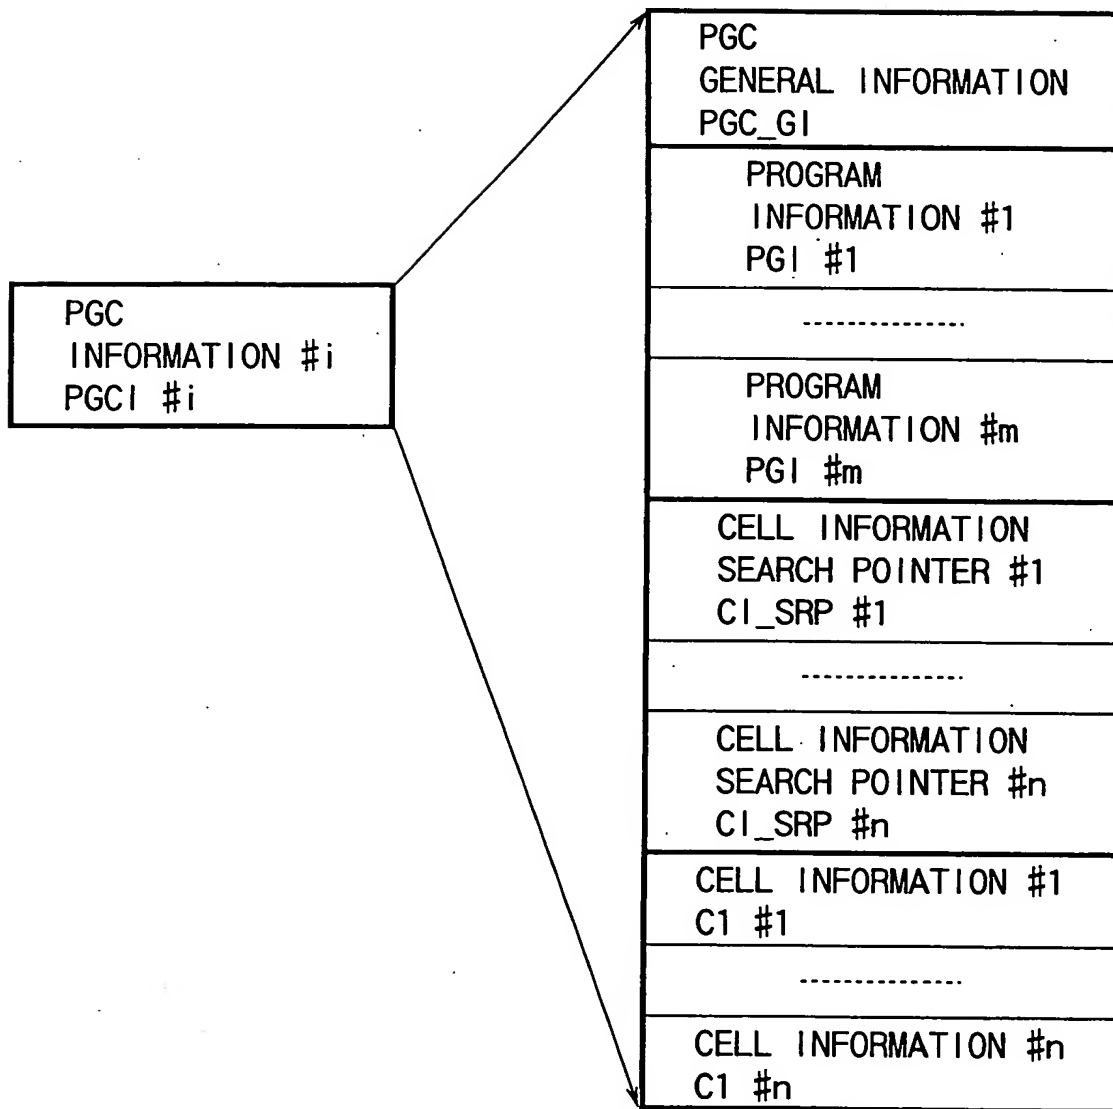 PGC
INFORMATION #i
PGCI #i
PGC
GENERAL INFORMATION
PGC_GI
PROGRAM
INFORMATION #1
PGI #1
PROGRAM
INFORMATION #m
PGI #m
CELL INFORMATION
SEARCH POINTER #1
CI_SRP #1
CELL INFORMATION
SEARCH POINTER #n
CI_SRP #n
CELL INFORMATION #1
C1 #1
CELL INFORMATION #n
C1 #n